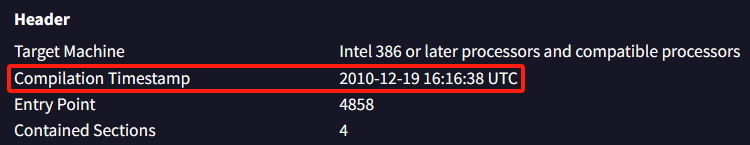 Header
Target Machine Intel 386 or later processors and compatible processors
Compilation Timestamp 2010-12-19 16:16:38 UTC
Entry Point 4858
Contained Sections 4